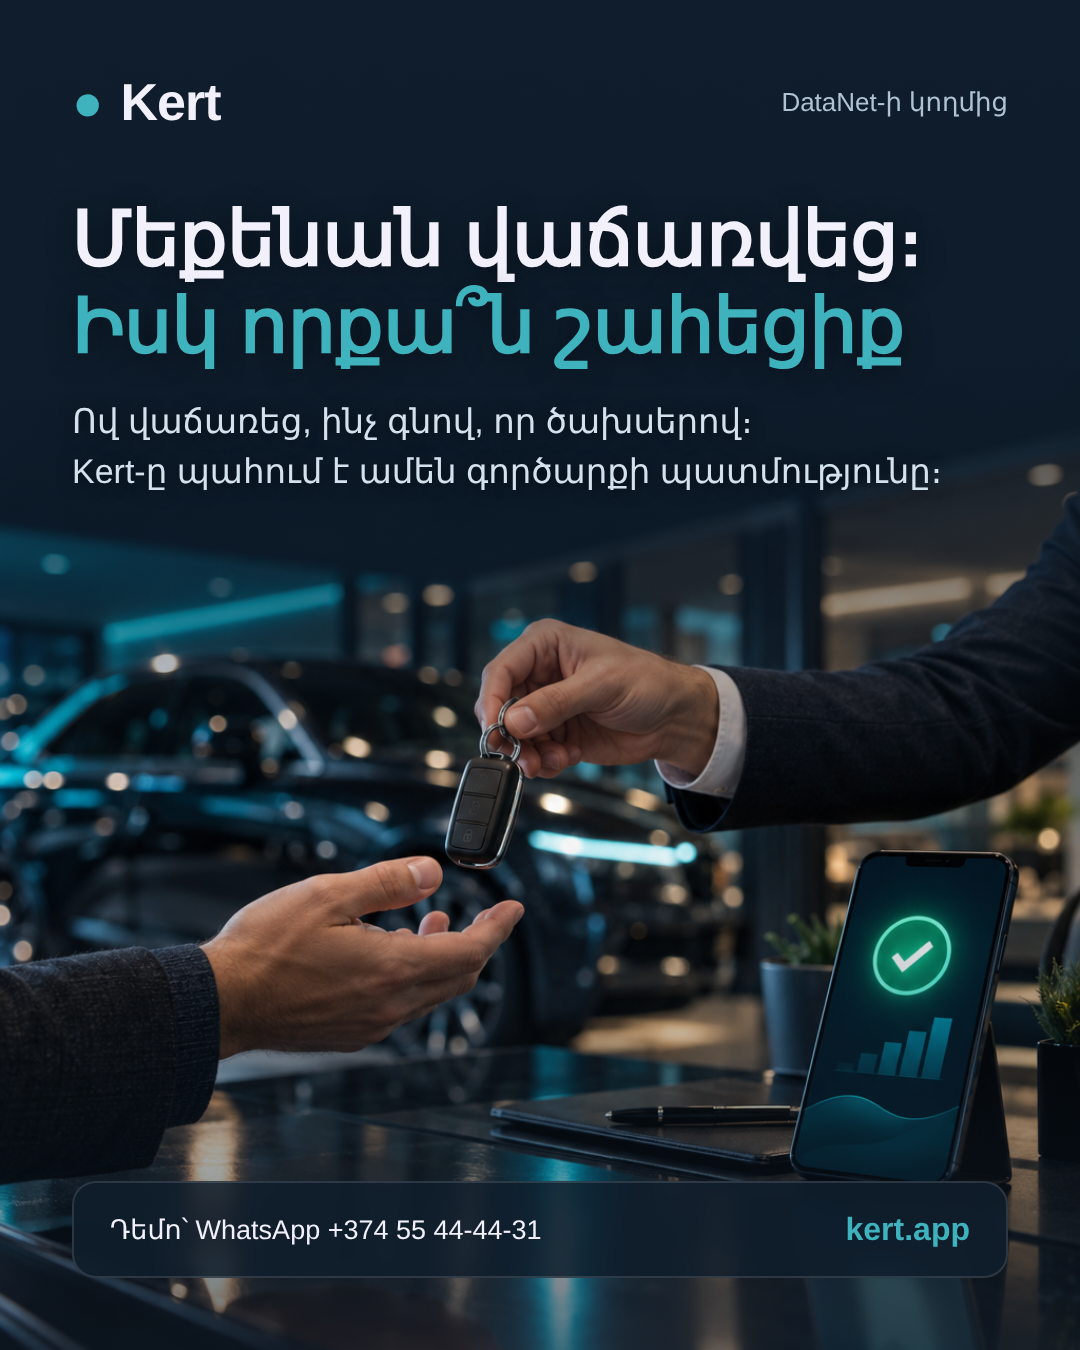 Kert
DataNet-ի կողմից
Մեքենան վաճառվեց։
Իսկ որքա՞ն շահեցիք
Ով վաճառեց, ինչ գնով, որ ծախսերով։
Kert-ը պահում է ամեն գործարքի պատմությունը։
Դեմո՝ WhatsApp +374 55 44-44-31
kert.app